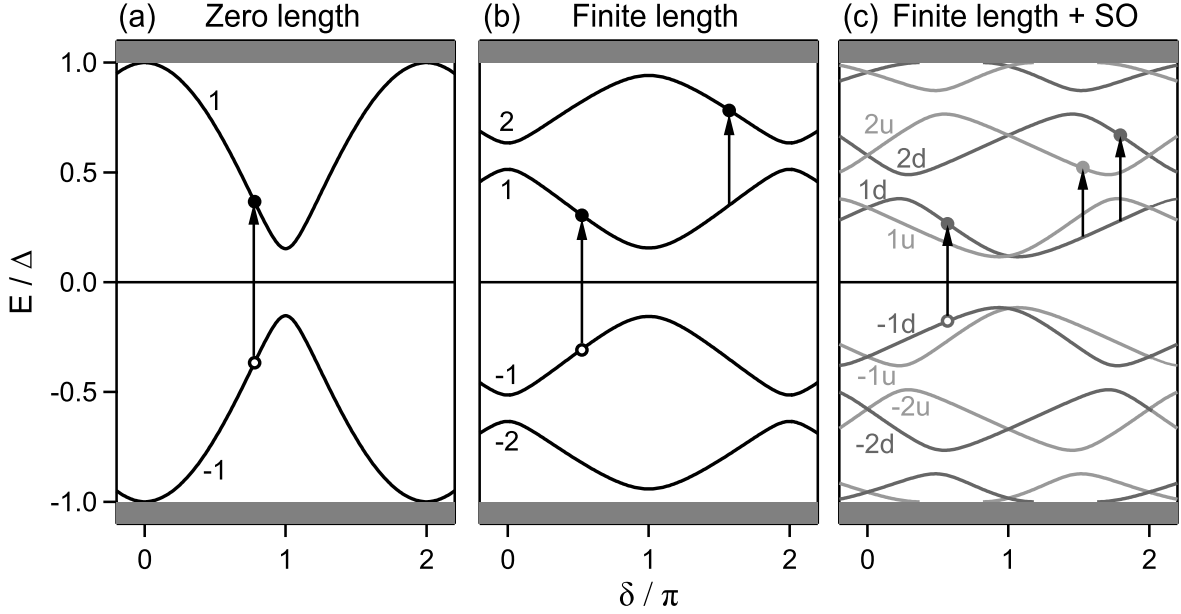 (a) Zero length
(b) Finite length
(c) Finite length + SO
1.0
0.5
0.0
-0.5
-1.0
E / Δ
1
-1
2
1
-1
-2
2u
2d
1d
1u
-1d
-1u
-2u
-2d
0 1 2
0 1 2
0 1 2
δ / π